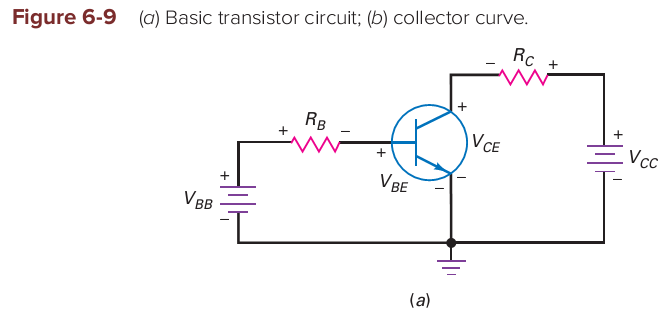 Figure 6-9 (a) Basic transistor circuit; (b) collector curve.
RC
− +
RB
+ −
+
VCE
+
VBE
−
−
+
VBB
−
+
VCC
−
(a)